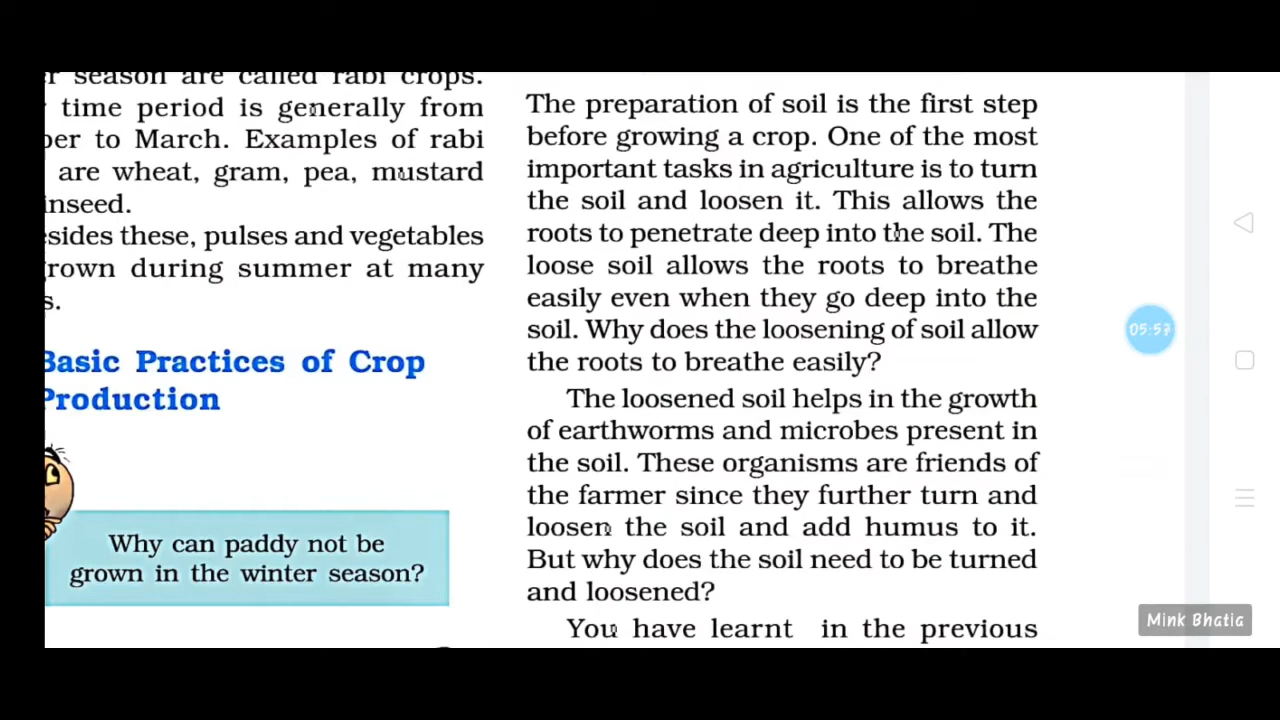 r season are called rabi crops.
time period is generally from
ber to March. Examples of rabi
are wheat, gram, pea, mustard
inseed.
esides these, pulses and vegetables
grown during summer at many
s.
Basic Practices of Crop
Production
Why can paddy not be
grown in the winter season?
The preparation of soil is the first step
before growing a crop. One of the most
important tasks in agriculture is to turn
the soil and loosen it. This allows the
roots to penetrate deep into the soil. The
loose soil allows the roots to breathe
easily even when they go deep into the
soil. Why does the loosening of soil allow
the roots to breathe easily?
The loosened soil helps in the growth
of earthworms and microbes present in
the soil. These organisms are friends of
the farmer since they further turn and
loosen the soil and add humus to it.
But why does the soil need to be turned
and loosened?
You have learnt in the previous
05:57
Mink Bhatia